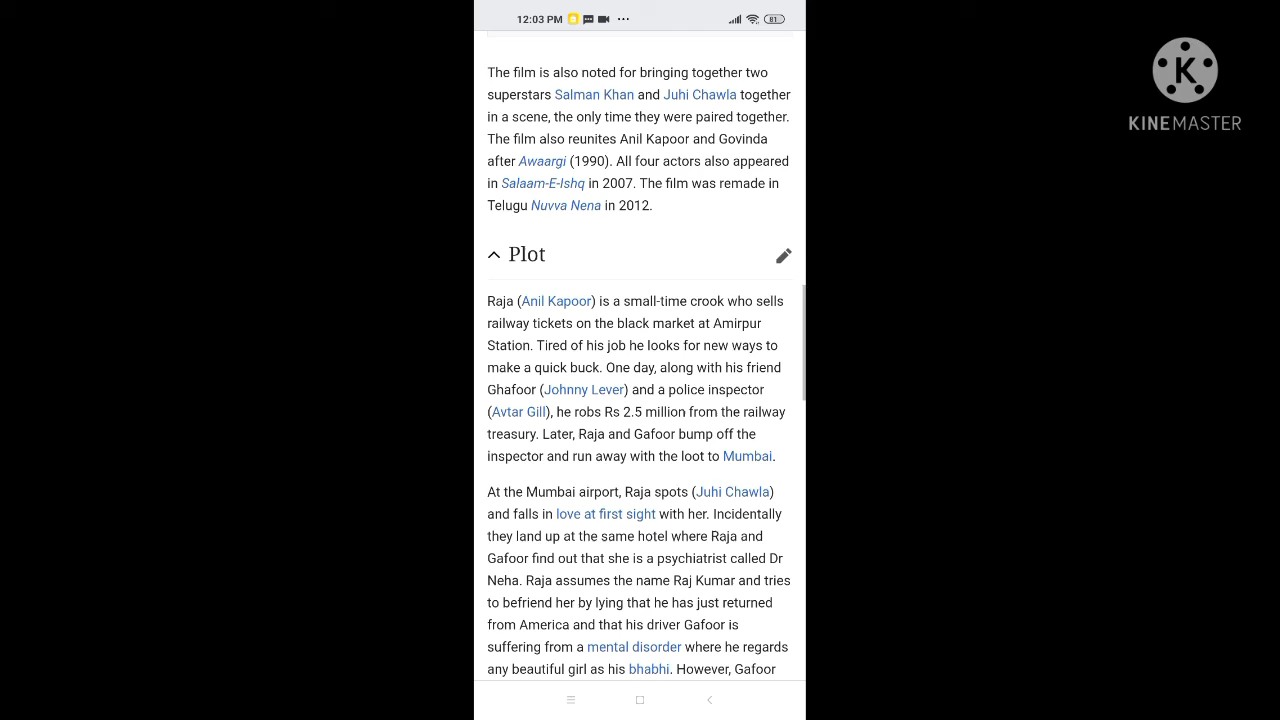 12:03 PM
81
K
KINEMASTER
The film is also noted for bringing together two
superstars Salman Khan and Juhi Chawla together
in a scene, the only time they were paired together.
The film also reunites Anil Kapoor and Govinda
after Awaargi (1990). All four actors also appeared
in Salaam-E-Ishq in 2007. The film was remade in
Telugu Nuvva Nena in 2012.
Plot
Raja (Anil Kapoor) is a small-time crook who sells
railway tickets on the black market at Amirpur
Station. Tired of his job he looks for new ways to
make a quick buck. One day, along with his friend
Ghafoor (Johnny Lever) and a police inspector
(Avtar Gill), he robs Rs 2.5 million from the railway
treasury. Later, Raja and Gafoor bump off the
inspector and run away with the loot to Mumbai.
At the Mumbai airport, Raja spots (Juhi Chawla)
and falls in love at first sight with her. Incidentally
they land up at the same hotel where Raja and
Gafoor find out that she is a psychiatrist called Dr
Neha. Raja assumes the name Raj Kumar and tries
to befriend her by lying that he has just returned
from America and that his driver Gafoor is
suffering from a mental disorder where he regards
any beautiful girl as his bhabhi. However, Gafoor